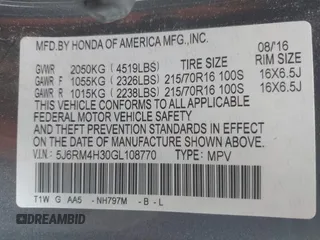 MFD.BY HONDA OF AMERICA MFG.,INC. 08/16
GVWR 2050KG (4519LBS) TIRE SIZE RIM SIZE
GAWR F 1055KG (2326LBS) 215/70R16 100S 16X6.5J
GAWR R 1015KG (2238LBS) 215/70R16 100S 16X6.5J
THIS VEHICLE CONFORMS TO ALL APPLICABLE
FEDERAL MOTOR VEHICLE SAFETY
AND THEFT PREVENTION STANDARDS IN EFFECT
ON THE DATE OF MANUFACTURE SHOWN ABOVE.
V.I.N: 5J6RM4H30GL108770 TYPE: MPV
T1W G AA5 - NH797M - B - L
DREAMBID